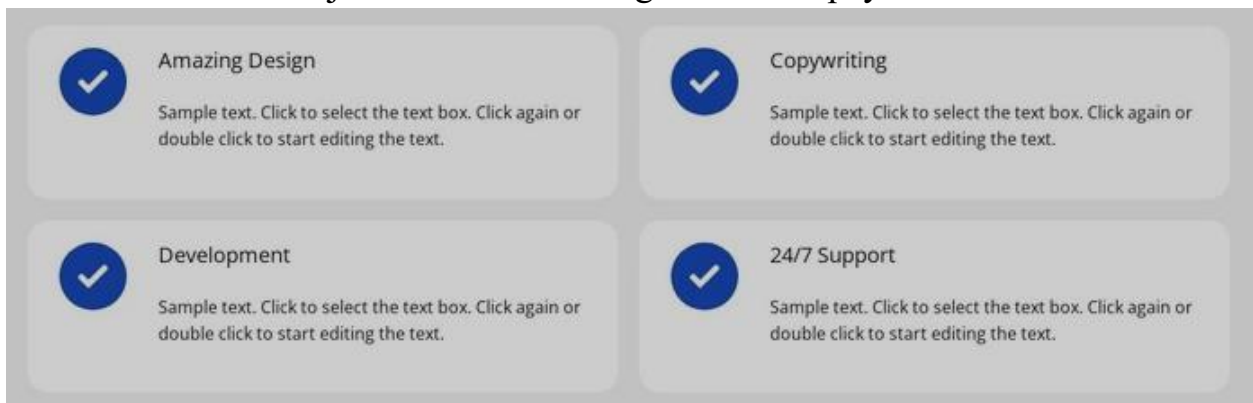 Amazing Design
Sample text. Click to select the text box. Click again or
double click to start editing the text.
Copywriting
Sample text. Click to select the text box. Click again or
double click to start editing the text.
Development
Sample text. Click to select the text box. Click again or
double click to start editing the text.
24/7 Support
Sample text. Click to select the text box. Click again or
double click to start editing the text.